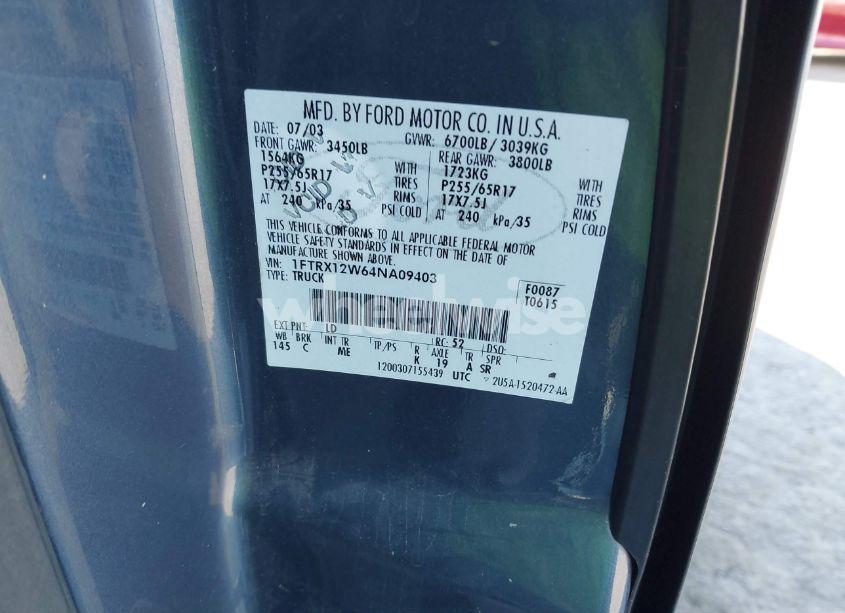 MFD. BY FORD MOTOR CO. IN U.S.A.
DATE: 07/03 GVWR: 6700LB/ 3039KG
FRONT GAWR: 3450LB REAR GAWR: 3800LB
1564KG WITH 1723KG WITH
P255/65R17 TIRES P255/65R17 TIRES
17X7.5J RIMS 17X7.5J RIMS
AT 240 kPa/35 PSI COLD AT 240 kPa/35 PSI COLD
THIS VEHICLE CONFORMS TO ALL APPLICABLE FEDERAL MOTOR
VEHICLE SAFETY STANDARDS IN EFFECT ON THE DATE OF
MANUFACTURE SHOWN ABOVE.
VIN: 1FTRX12W64NA09403
TYPE: TRUCK
F0087
T0615
wheelwise
EXT PNT: LD RC: 52 DSO:
WB BRK INT TR TP/PS R AXLE TR SPR
145 C ME K 19 A SR
1200307155439 UTC 2U5A-1520472-AA